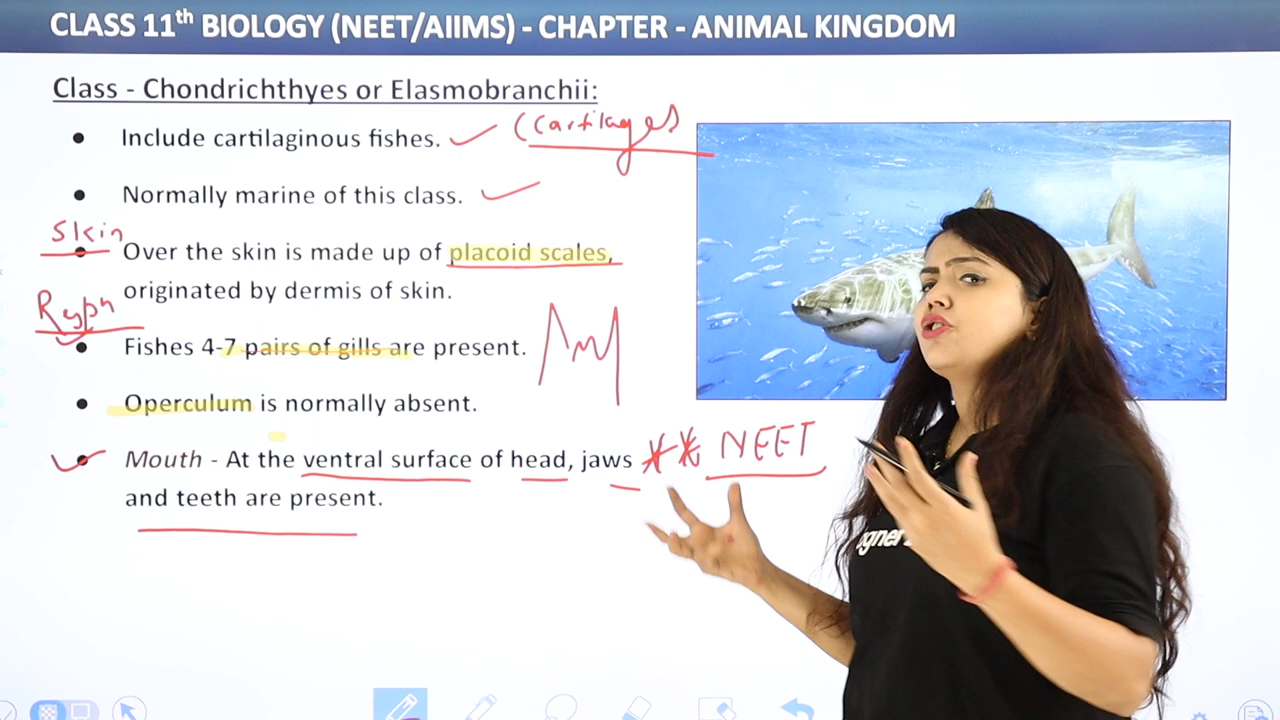 CLASS 11th BIOLOGY (NEET/AIIMS) - CHAPTER - ANIMAL KINGDOM
Class - Chondrichthyes or Elasmobranchii:
• Include cartilaginous fishes. (Cartilages
• Normally marine of this class.
Skin
• Over the skin is made up of placoid scales,
originated by dermis of skin.
• Fishes 4-7 pairs of gills are present.
• Operculum is normally absent.
• Mouth - At the ventral surface of head, jaws ** NEET
and teeth are present.